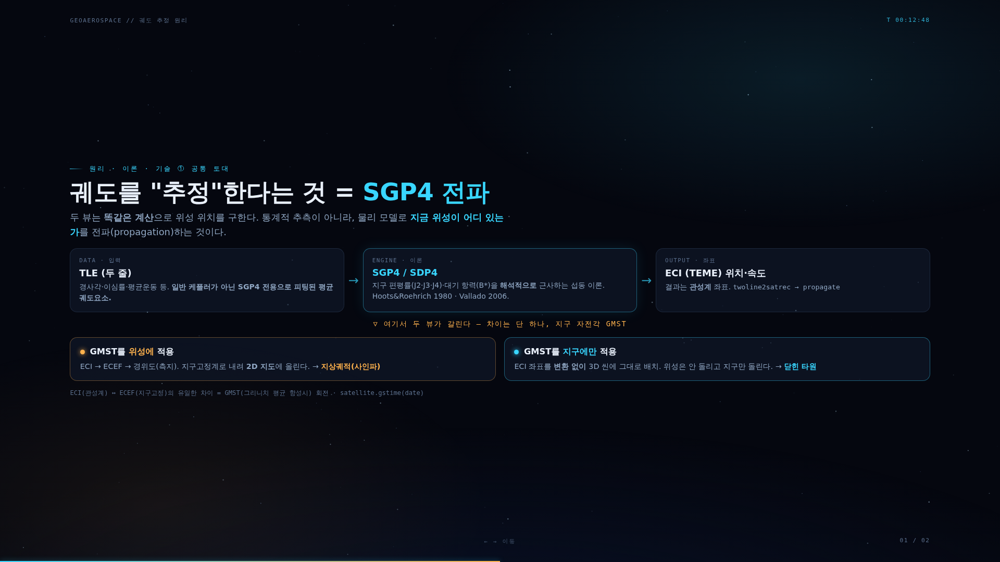 GEOAEROSPACE // 궤도 추정 원리
T 00:12:48
원리 · 이론 · 기술 ① 공통 토대
궤도를 "추정"한다는 것 = SGP4 전파
두 뷰는 똑같은 계산으로 위성 위치를 구한다. 통계적 추측이 아니라, 물리 모델로 지금 위성이 어디 있는
가를 전파(propagation)하는 것이다.
DATA · 입력
TLE (두 줄)
경사각·이심률·평균운동 등. 일반 케플러가 아닌 SGP4 전용으로 피팅된 평균
궤도요소.
→
ENGINE · 이론
SGP4 / SDP4
지구 편평률(J2·J3·J4)·대기 항력(B*)을 해석적으로 근사하는 섭동 이론.
Hoots&Roehrich 1980 · Vallado 2006.
→
OUTPUT · 좌표
ECI (TEME) 위치·속도
결과는 관성계 좌표. twoline2satrec → propagate
▽ 여기서 두 뷰가 갈린다 — 차이는 단 하나, 지구 자전각 GMST
GMST를 위성에 적용
ECI → ECEF → 경위도(측지). 지구고정계로 내려 2D 지도에 올린다. → 지상궤적(사인파)
GMST를 지구에만 적용
ECI 좌표를 변환 없이 3D 씬에 그대로 배치. 위성은 안 돌리고 지구만 돌린다. → 닫힌 타원
ECI(관성계) ↔ ECEF(지구고정)의 유일한 차이 = GMST(그리니치 평균 항성시) 회전 · satellite.gstime(date)
← → 이동
01 / 02